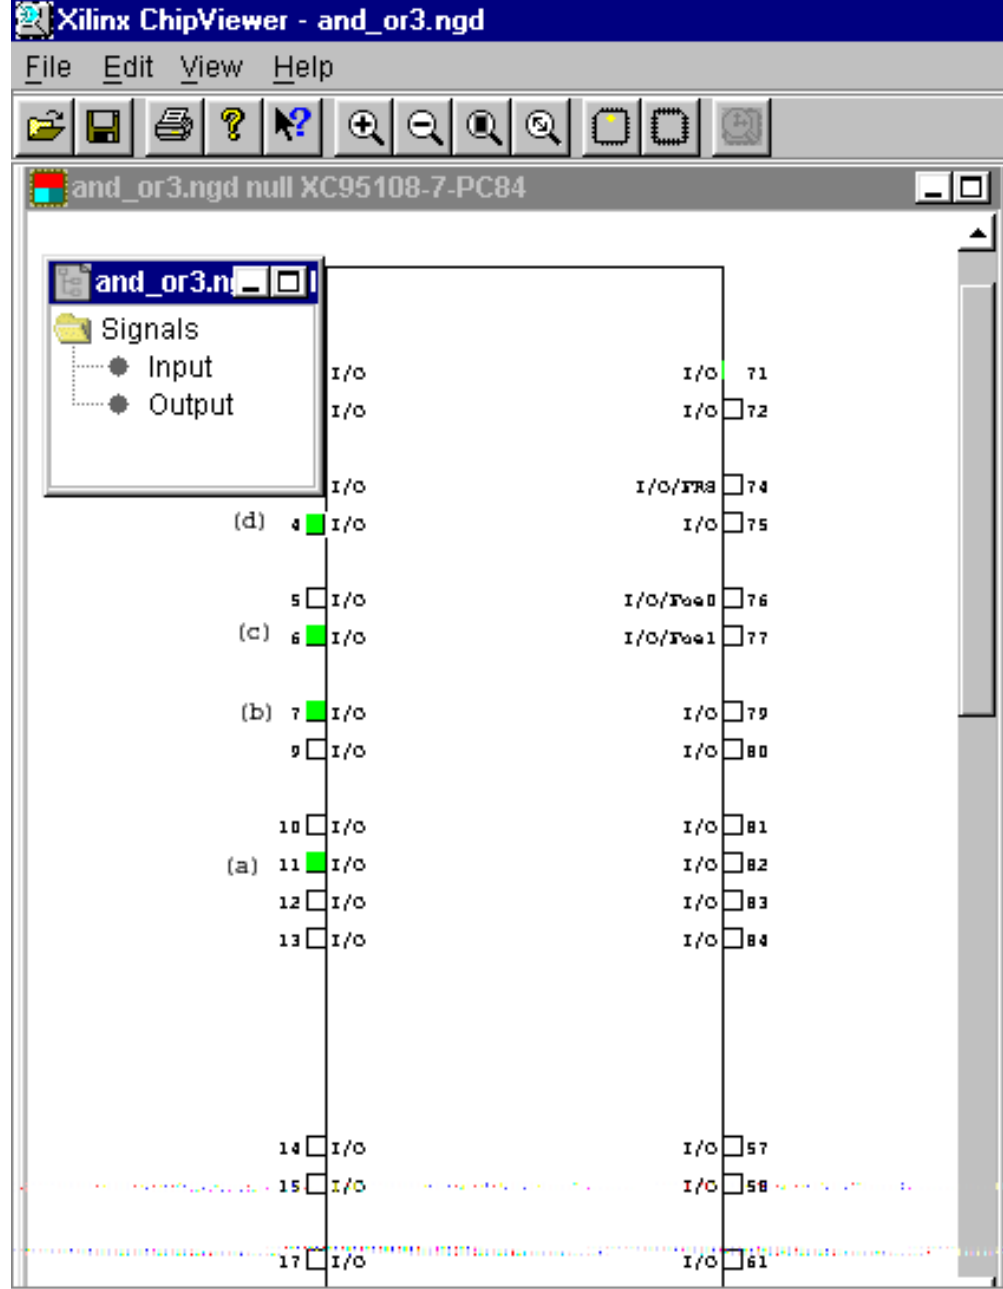 Xilinx ChipViewer - and_or3.ngd
File Edit View Help
and_or3.ngd null XC95108-7-PC84
and_or3.n
Signals
Input
Output
I/O I/O 71
I/O I/O 72
I/O I/O/FRS 74
(d) 4 I/O I/O 75
5 I/O I/O/Foe0 76
(c) 6 I/O I/O/Foe1 77
(b) 7 I/O I/O 79
9 I/O I/O 80
10 I/O I/O 81
(a) 11 I/O I/O 82
12 I/O I/O 83
13 I/O I/O 84
14 I/O I/O 57
15 I/O I/O 58
17 I/O I/O 61